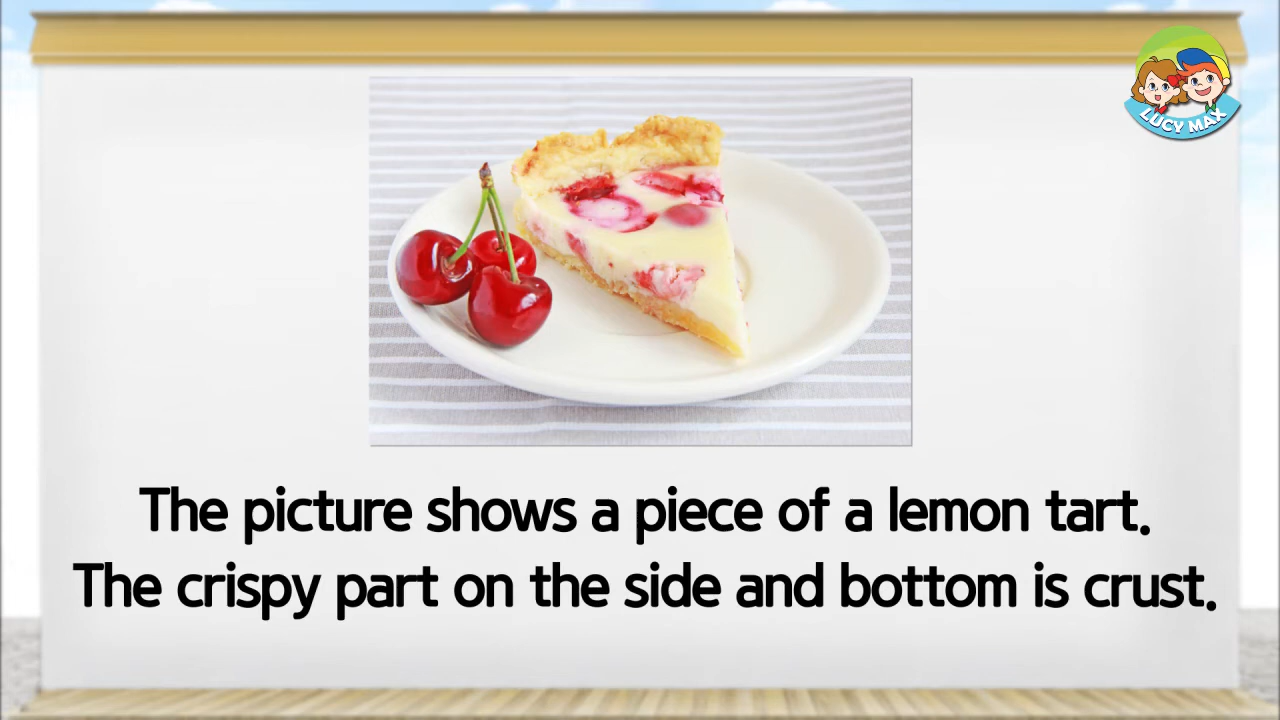 LUCY MAX
The picture shows a piece of a lemon tart.
The crispy part on the side and bottom is crust.